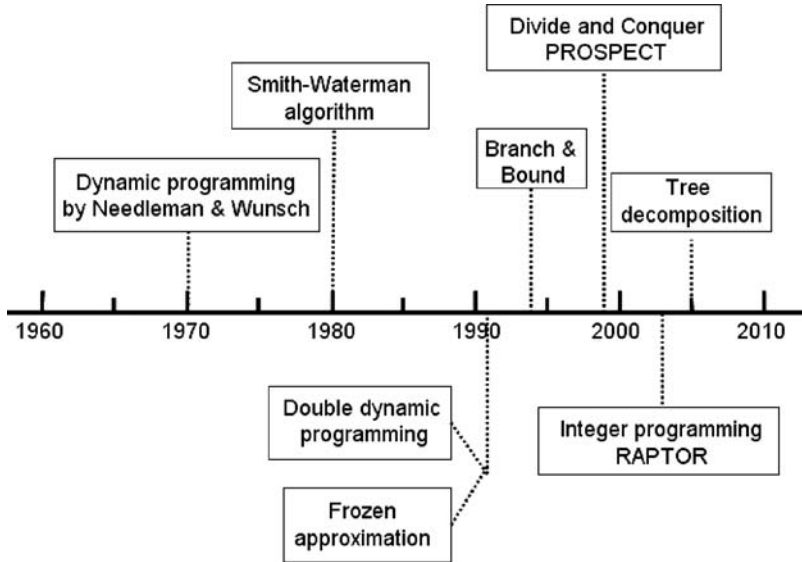 Divide and Conquer
PROSPECT
Smith-Waterman
algorithm
Branch &
Bound
Dynamic programming
by Needleman & Wunsch
Tree
decomposition
1960
1970
1980
1990
2000
2010
Double dynamic
programming
Integer programming
RAPTOR
Frozen
approximation